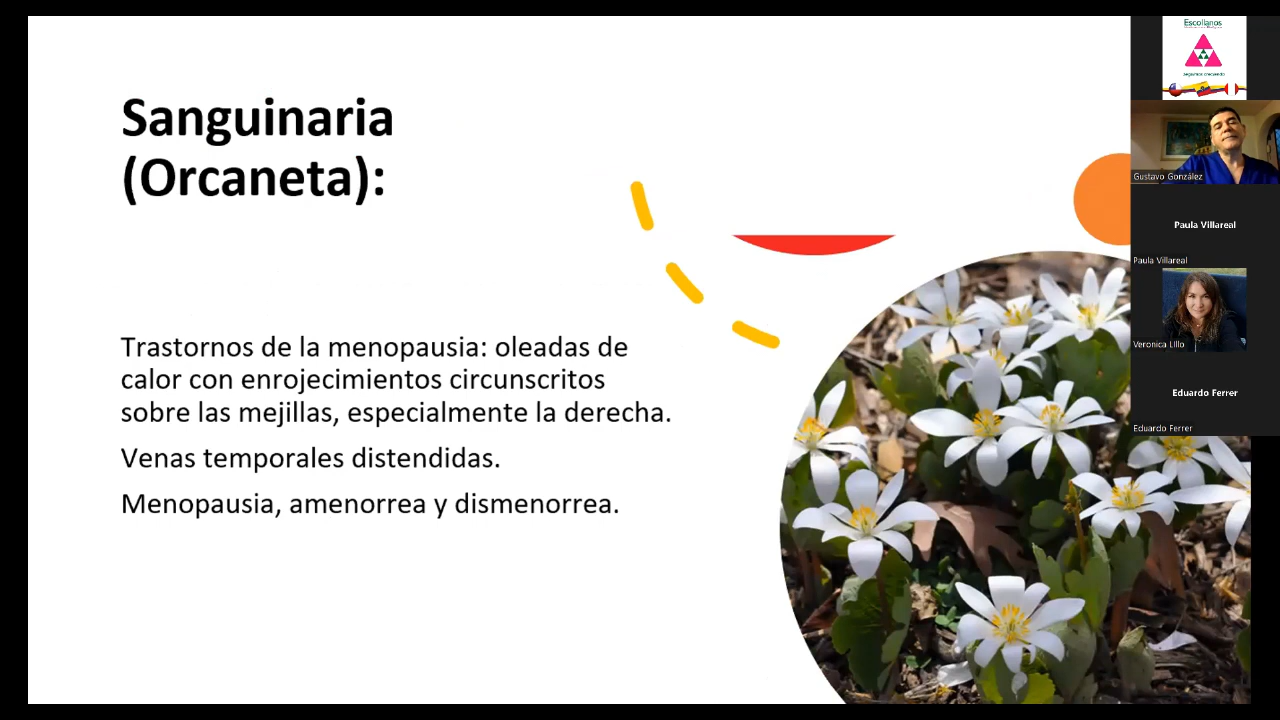 Sanguinaria
(Orcaneta):
Trastornos de la menopausia: oleadas de
calor con enrojecimientos circunscritos
sobre las mejillas, especialmente la derecha.
Venas temporales distendidas.
Menopausia, amenorrea y dismenorrea.
Escollanos
Gustavo González
Paula Villareal
Paula Villareal
Veronica LIllo
Eduardo Ferrer
Eduardo Ferrer